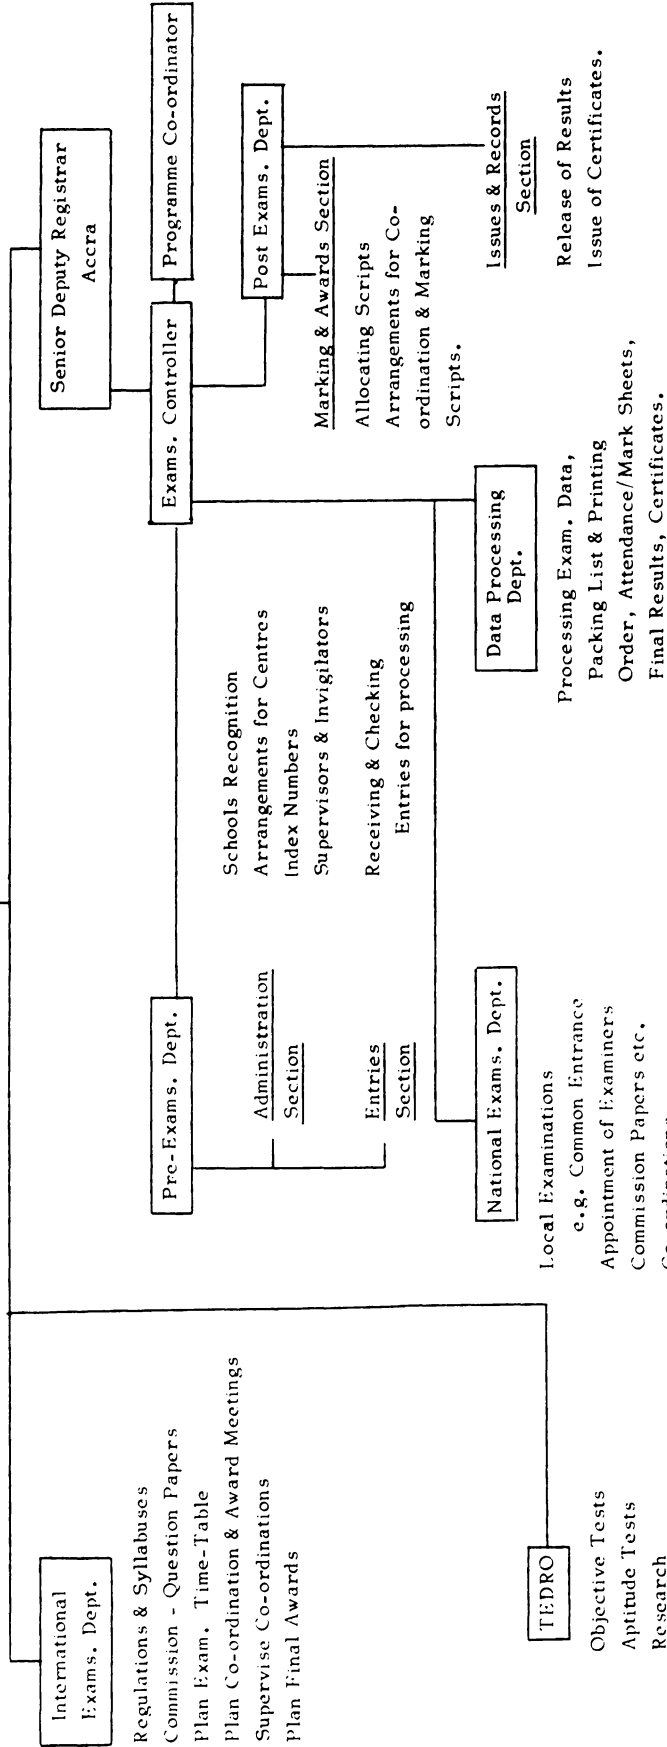 International
Exams. Dept.
Regulations & Syllabuses
Commission - Question Papers
Plan Exam. Time-Table
Plan Co-ordination & Award Meetings
Supervise Co-ordinations
Plan Final Awards
TEDRO
Objective Tests
Aptitude Tests
Research
Senior Deputy Registrar
Accra
Exams. Controller
Programme Co-ordinator
Pre-Exams. Dept.
Administration
Section
Schools Recognition
Arrangements for Centres
Index Numbers
Supervisors & Invigilators
Entries
Section
Receiving & Checking
Entries for processing
Post Exams. Dept.
Marking & Awards Section
Allocating Scripts
Arrangements for Co-
ordination & Marking
Scripts.
Issues & Records
Section
Release of Results
Issue of Certificates.
National Exams. Dept.
Local Examinations
e.g. Common Entrance
Appointment of Examiners
Commission Papers etc.
Data Processing
Dept.
Processing Exam. Data,
Packing List & Printing
Order, Attendance/Mark Sheets,
Final Results, Certificates.